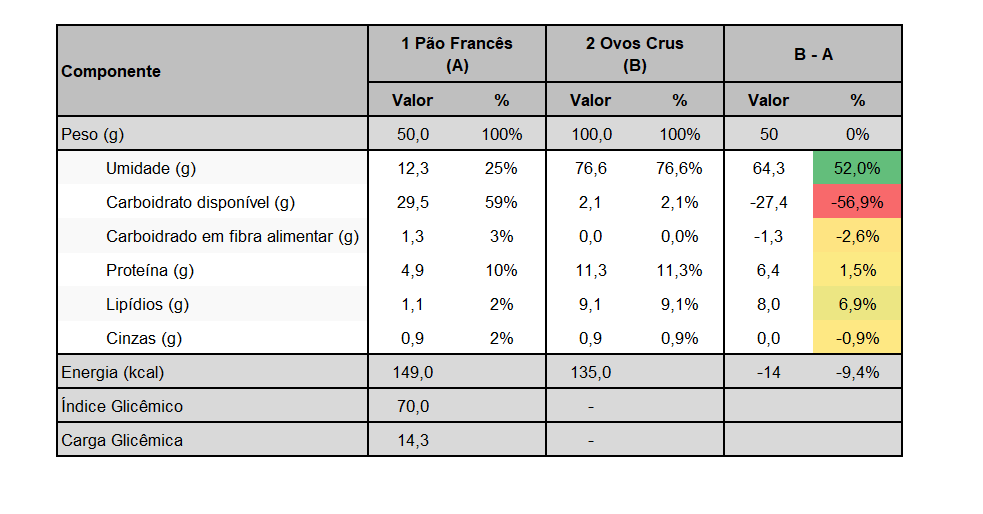 Componente 1 Pão Francês (A) 2 Ovos Crus (B) B - A
Valor % Valor % Valor %
Peso (g) 50,0 100% 100,0 100% 50 0%
Umidade (g) 12,3 25% 76,6 76,6% 64,3 52,0%
Carboidrato disponível (g) 29,5 59% 2,1 2,1% -27,4 -56,9%
Carboidrado em fibra alimentar (g) 1,3 3% 0,0 0,0% -1,3 -2,6%
Proteína (g) 4,9 10% 11,3 11,3% 6,4 1,5%
Lipídios (g) 1,1 2% 9,1 9,1% 8,0 6,9%
Cinzas (g) 0,9 2% 0,9 0,9% 0,0 -0,9%
Energia (kcal) 149,0 135,0 -14 -9,4%
Índice Glicêmico 70,0 -
Carga Glicêmica 14,3 -